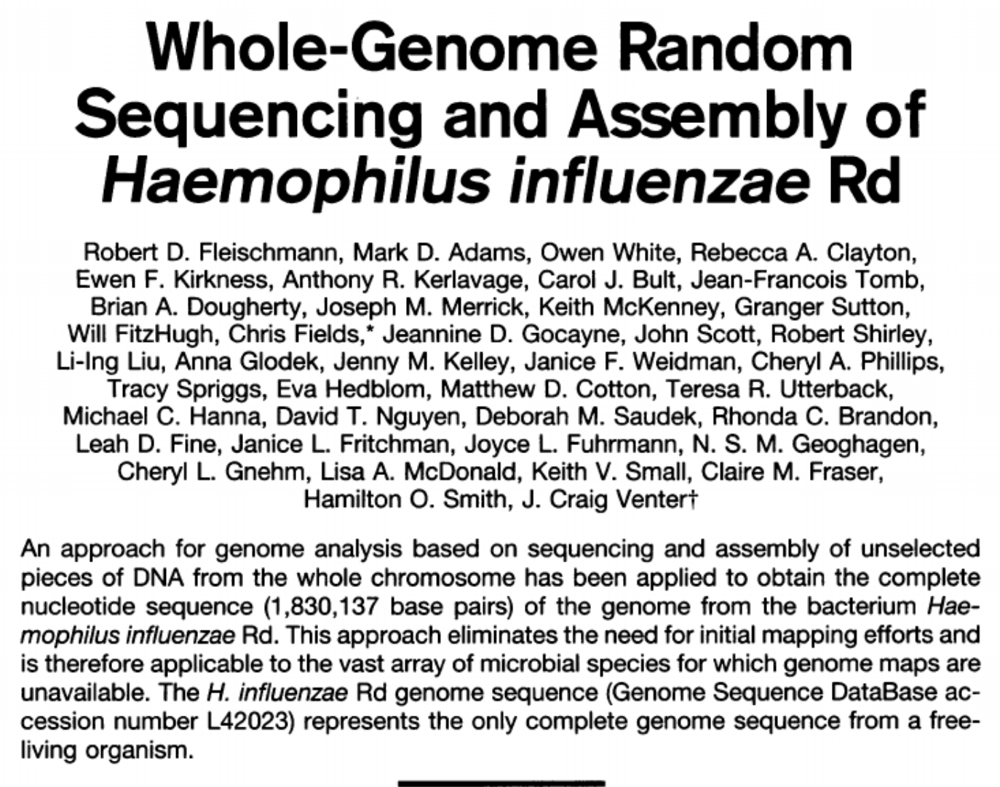 Whole-Genome Random
Sequencing and Assembly of
Haemophilus influenzae Rd
Robert D. Fleischmann, Mark D. Adams, Owen White, Rebecca A. Clayton,
Ewen F. Kirkness, Anthony R. Kerlavage, Carol J. Bult, Jean-Francois Tomb,
Brian A. Dougherty, Joseph M. Merrick, Keith McKenney, Granger Sutton,
Will FitzHugh, Chris Fields,* Jeannine D. Gocayne, John Scott, Robert Shirley,
Li-Ing Liu, Anna Glodek, Jenny M. Kelley, Janice F. Weidman, Cheryl A. Phillips,
Tracy Spriggs, Eva Hedblom, Matthew D. Cotton, Teresa R. Utterback,
Michael C. Hanna, David T. Nguyen, Deborah M. Saudek, Rhonda C. Brandon,
Leah D. Fine, Janice L. Fritchman, Joyce L. Fuhrmann, N. S. M. Geoghagen,
Cheryl L. Gnehm, Lisa A. McDonald, Keith V. Small, Claire M. Fraser,
Hamilton O. Smith, J. Craig Venter†
An approach for genome analysis based on sequencing and assembly of unselected
pieces of DNA from the whole chromosome has been applied to obtain the complete
nucleotide sequence (1,830,137 base pairs) of the genome from the bacterium Hae-
mophilus influenzae Rd. This approach eliminates the need for initial mapping efforts and
is therefore applicable to the vast array of microbial species for which genome maps are
unavailable. The H. influenzae Rd genome sequence (Genome Sequence DataBase ac-
cession number L42023) represents the only complete genome sequence from a free-
living organism.